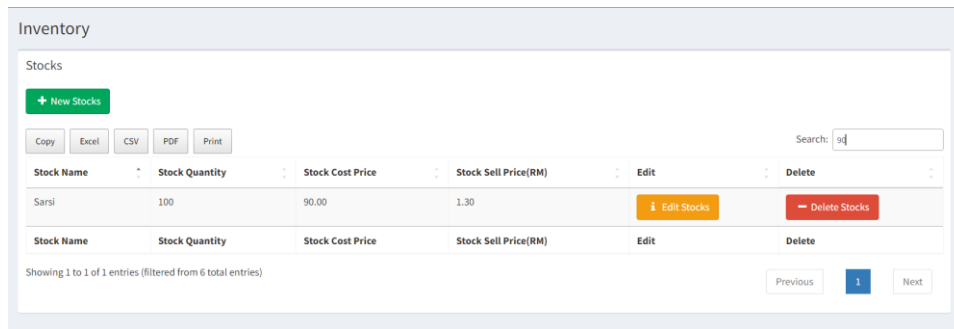 Inventory
Stocks
New Stocks
Copy Excel CSV PDF Print Search: 90
Stock Name Stock Quantity Stock Cost Price Stock Sell Price(RM) Edit Delete
Sarsi 100 90.00 1.30 Edit Stocks Delete Stocks
Stock Name Stock Quantity Stock Cost Price Stock Sell Price(RM) Edit Delete
Showing 1 to 1 of 1 entries (filtered from 6 total entries)
Previous 1 Next